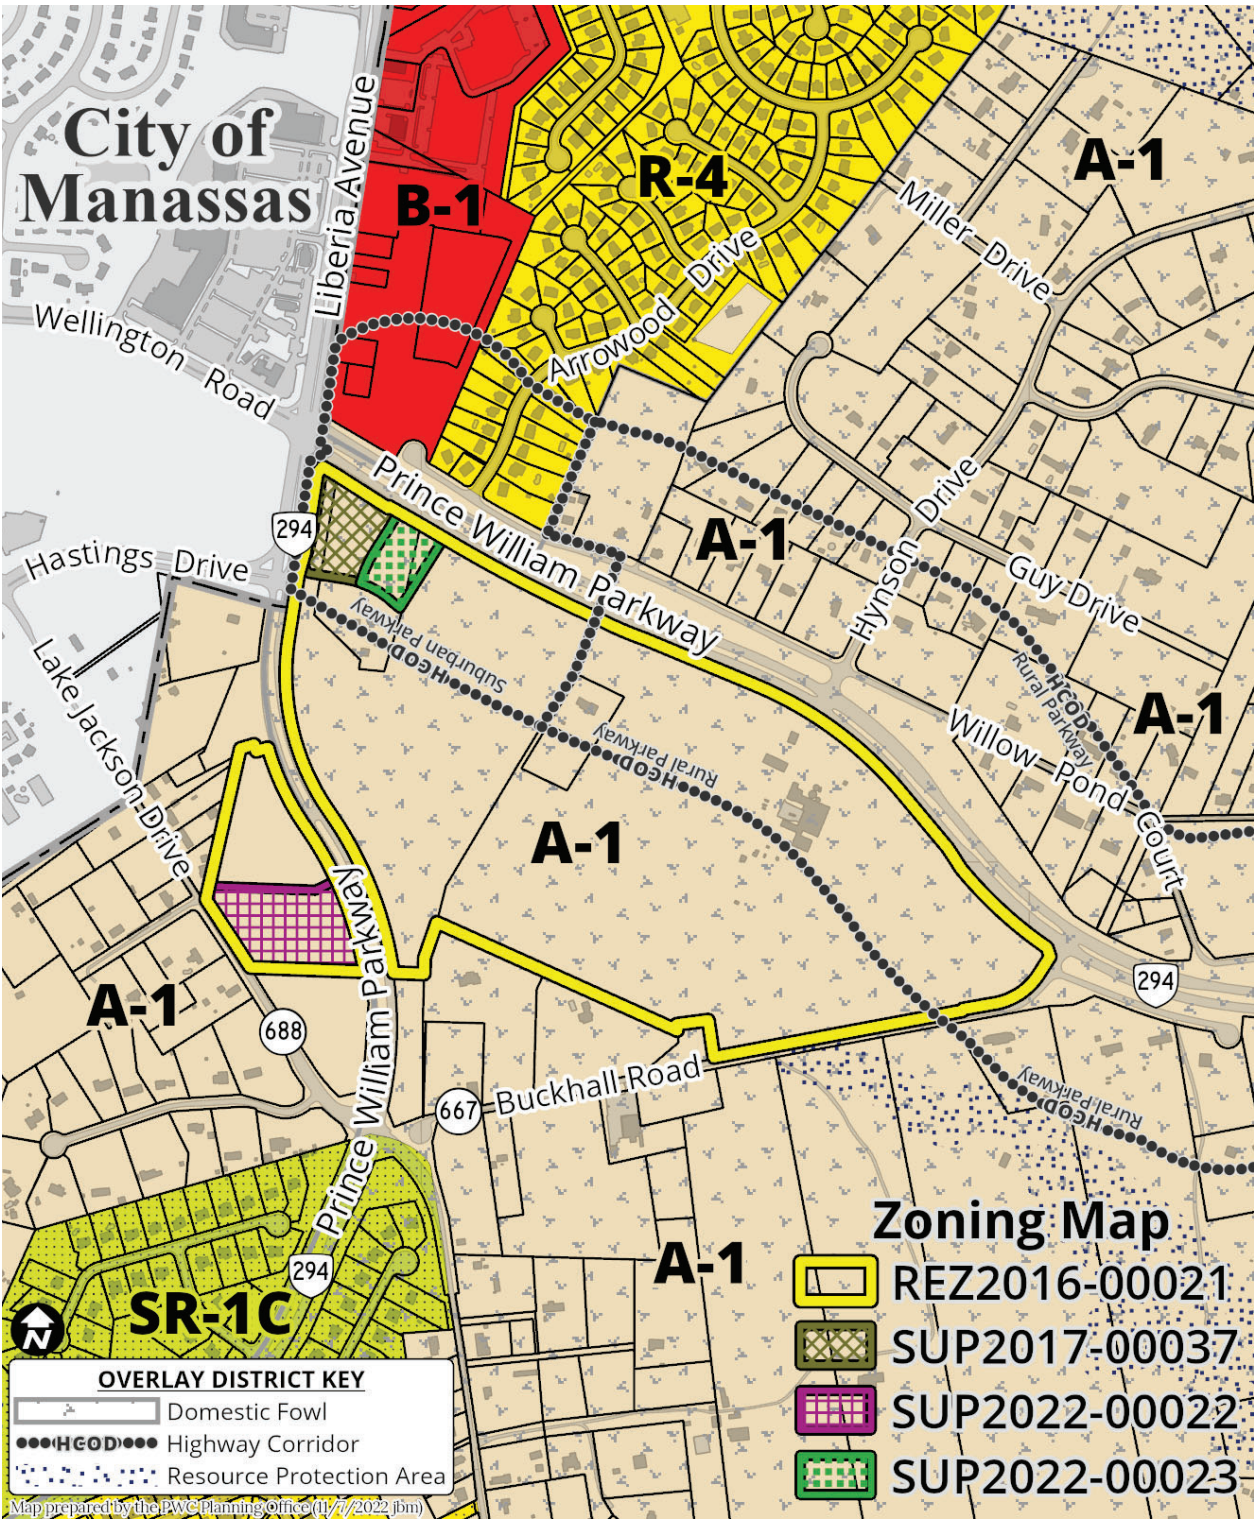 City of
Manassas
Liberia Avenue
B-1
R-4
A-1
Miller Drive
Arrowood Drive
Wellington Road
Prince William Parkway
294
Hastings Drive
A-1
Hynson Drive
Guy Drive
Suburban Parkway
HCOD
Rural Parkway
HCOD
Lake Jackson Drive
Rural Parkway
HCOD
A-1
Willow Pond Court
A-1
Prince William Parkway
A-1
294
688
667
Buckhall Road
Rural Parkway
HCOD
SR-1C
294
A-1
Zoning Map
REZ2016-00021
SUP2017-00037
SUP2022-00022
SUP2022-00023
N
OVERLAY DISTRICT KEY
Domestic Fowl
HCOD
Highway Corridor
Resource Protection Area
Map prepared by the PWC Planning Office (11/7/2022 jbm)